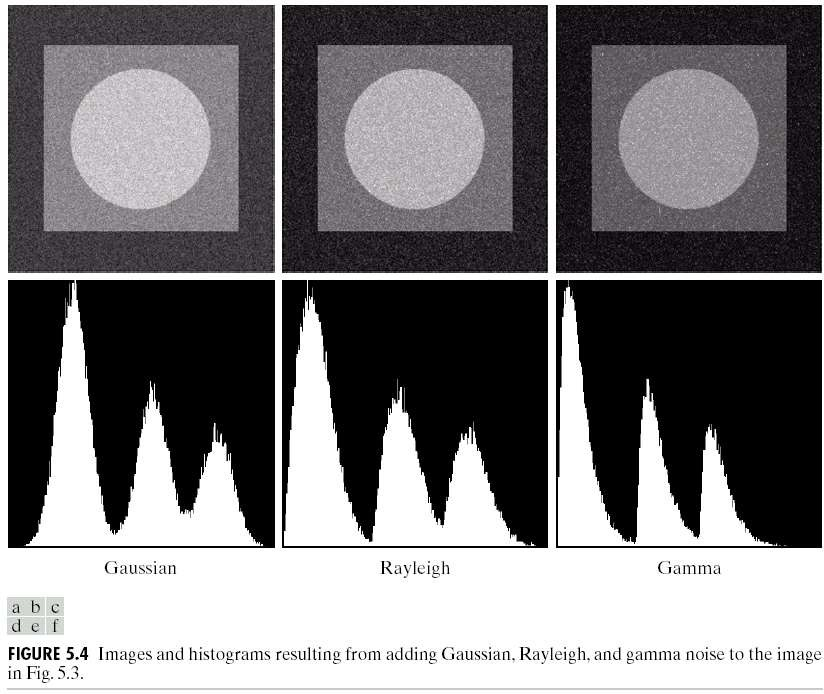 Gaussian Rayleigh Gamma
a b c
d e f
FIGURE 5.4 Images and histograms resulting from adding Gaussian, Rayleigh, and gamma noise to the image
in Fig. 5.3.